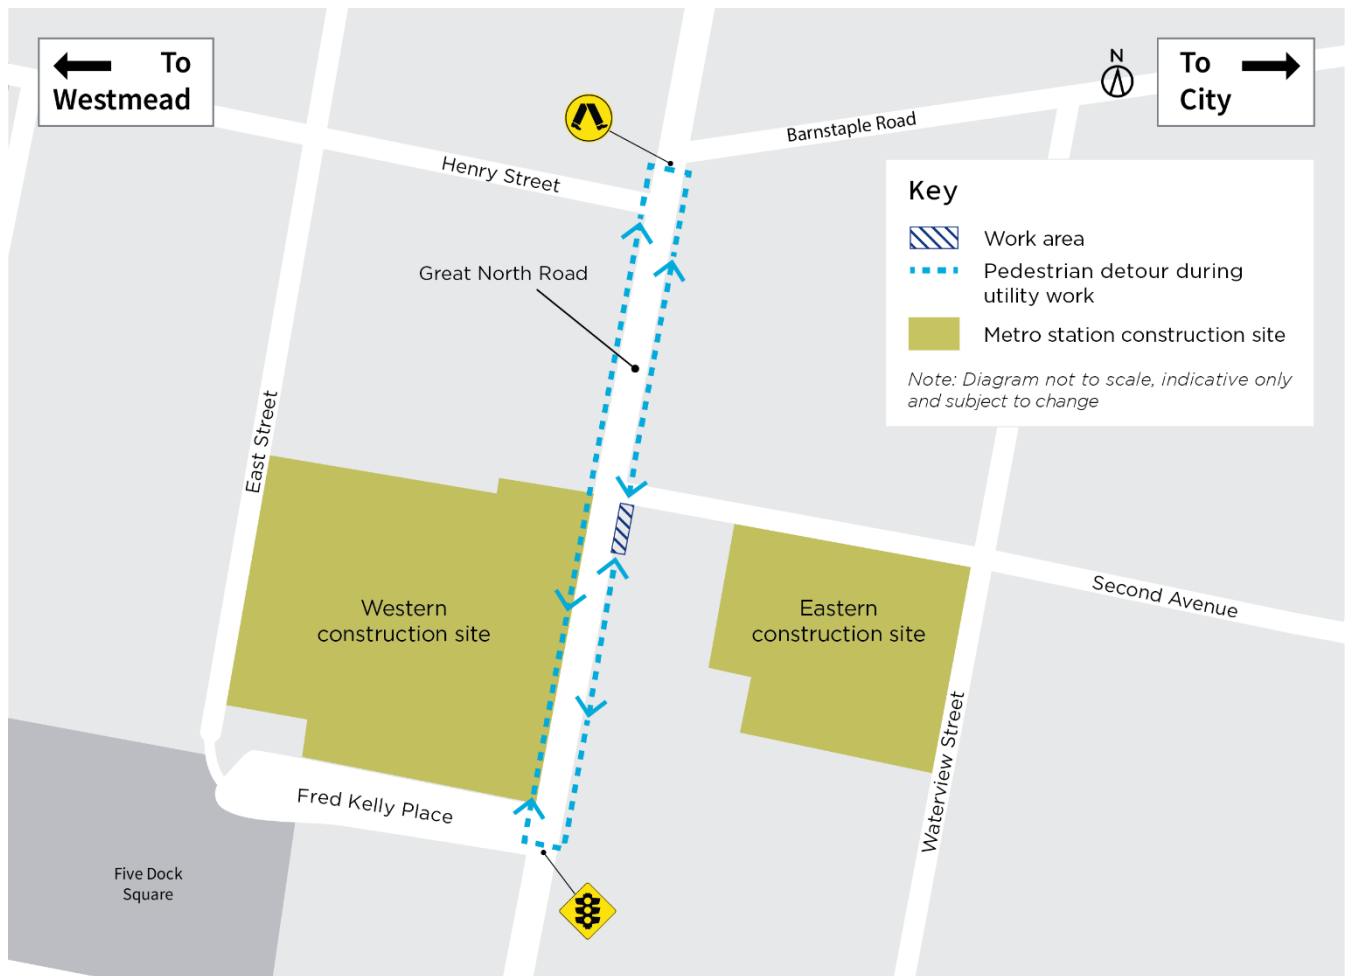 To
Westmead
N
To
City
Barnstaple Road
Henry Street
Key
Work area
Pedestrian detour during
utility work
Metro station construction site
Note: Diagram not to scale, indicative only
and subject to change
Great North Road
East Street
Western
construction site
Eastern
construction site
Second Avenue
Waterview Street
Fred Kelly Place
Five Dock
Square